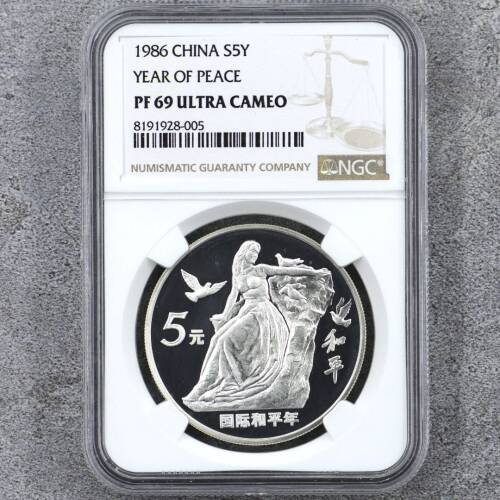 1986 CHINA S5Y
YEAR OF PEACE
PF 69 ULTRA CAMEO
8191928-005
NUMISMATIC GUARANTY COMPANY
NGC®
5元
和平
国际和平年